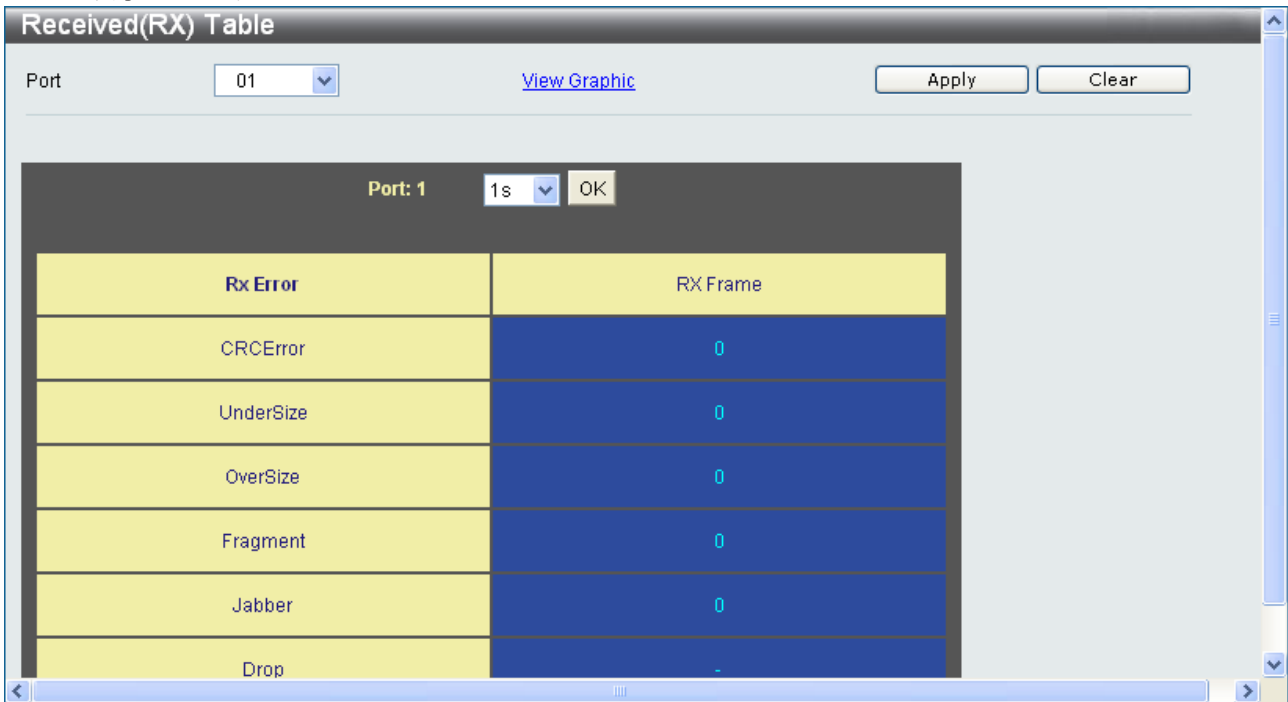 Received(RX) Table
Port 01 View Graphic Apply Clear
Port: 1 1s OK
Rx Error RX Frame
CRCError 0
UnderSize 0
OverSize 0
Fragment 0
Jabber 0
Drop -